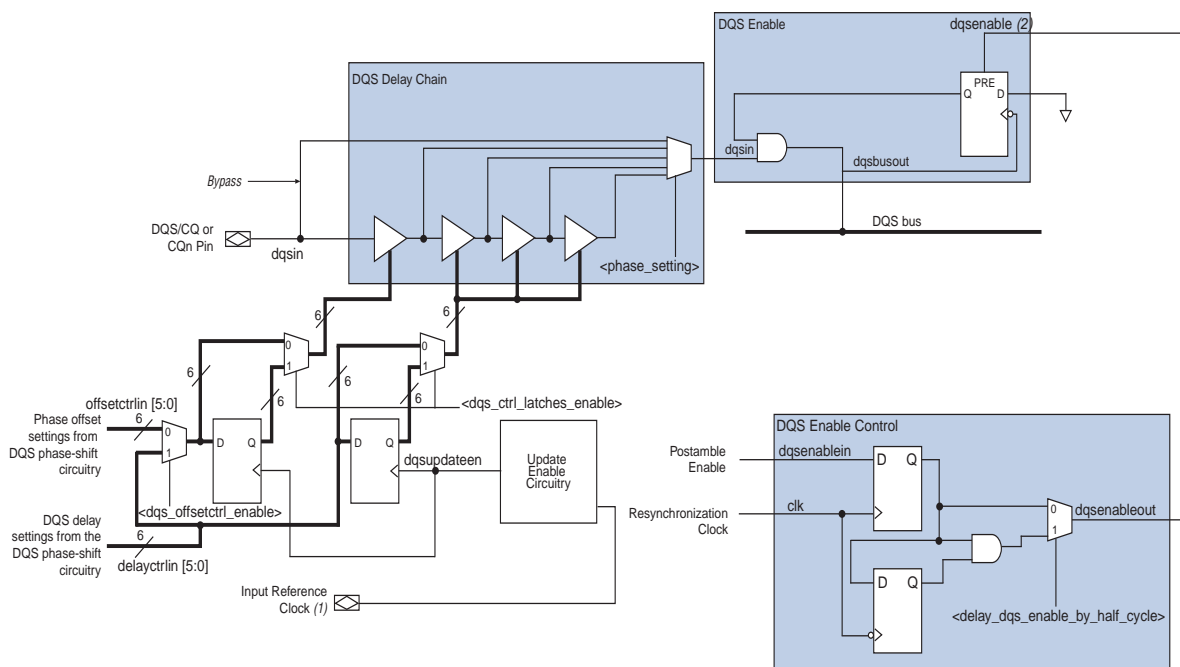 DQS Enable
dqsenable (2)
PRE
Q
D
DQS Delay Chain
dqsin
dqsbusout
Bypass
DQS/CQ or
CQn Pin
dqsin
DQS bus
<phase_setting>
6
6
0
1
0
1
6
6
6
6
<dqs_ctrl_latches_enable>
offsetctrlin [5:0]
Phase offset
settings from
DQS phase-shift
circuitry
6
0
1
D
Q
D
Q
dqsupdateen
Update
Enable
Circuitry
<dqs_offsetctrl_enable>
DQS delay
settings from the
DQS phase-shift
circuitry
6
delayctrlin [5:0]
Input Reference
Clock (1)
DQS Enable Control
Postamble
Enable
dqsenablein
D
Q
Resynchronization
Clock
clk
0
1
dqsenableout
D
Q
<delay_dqs_enable_by_half_cycle>